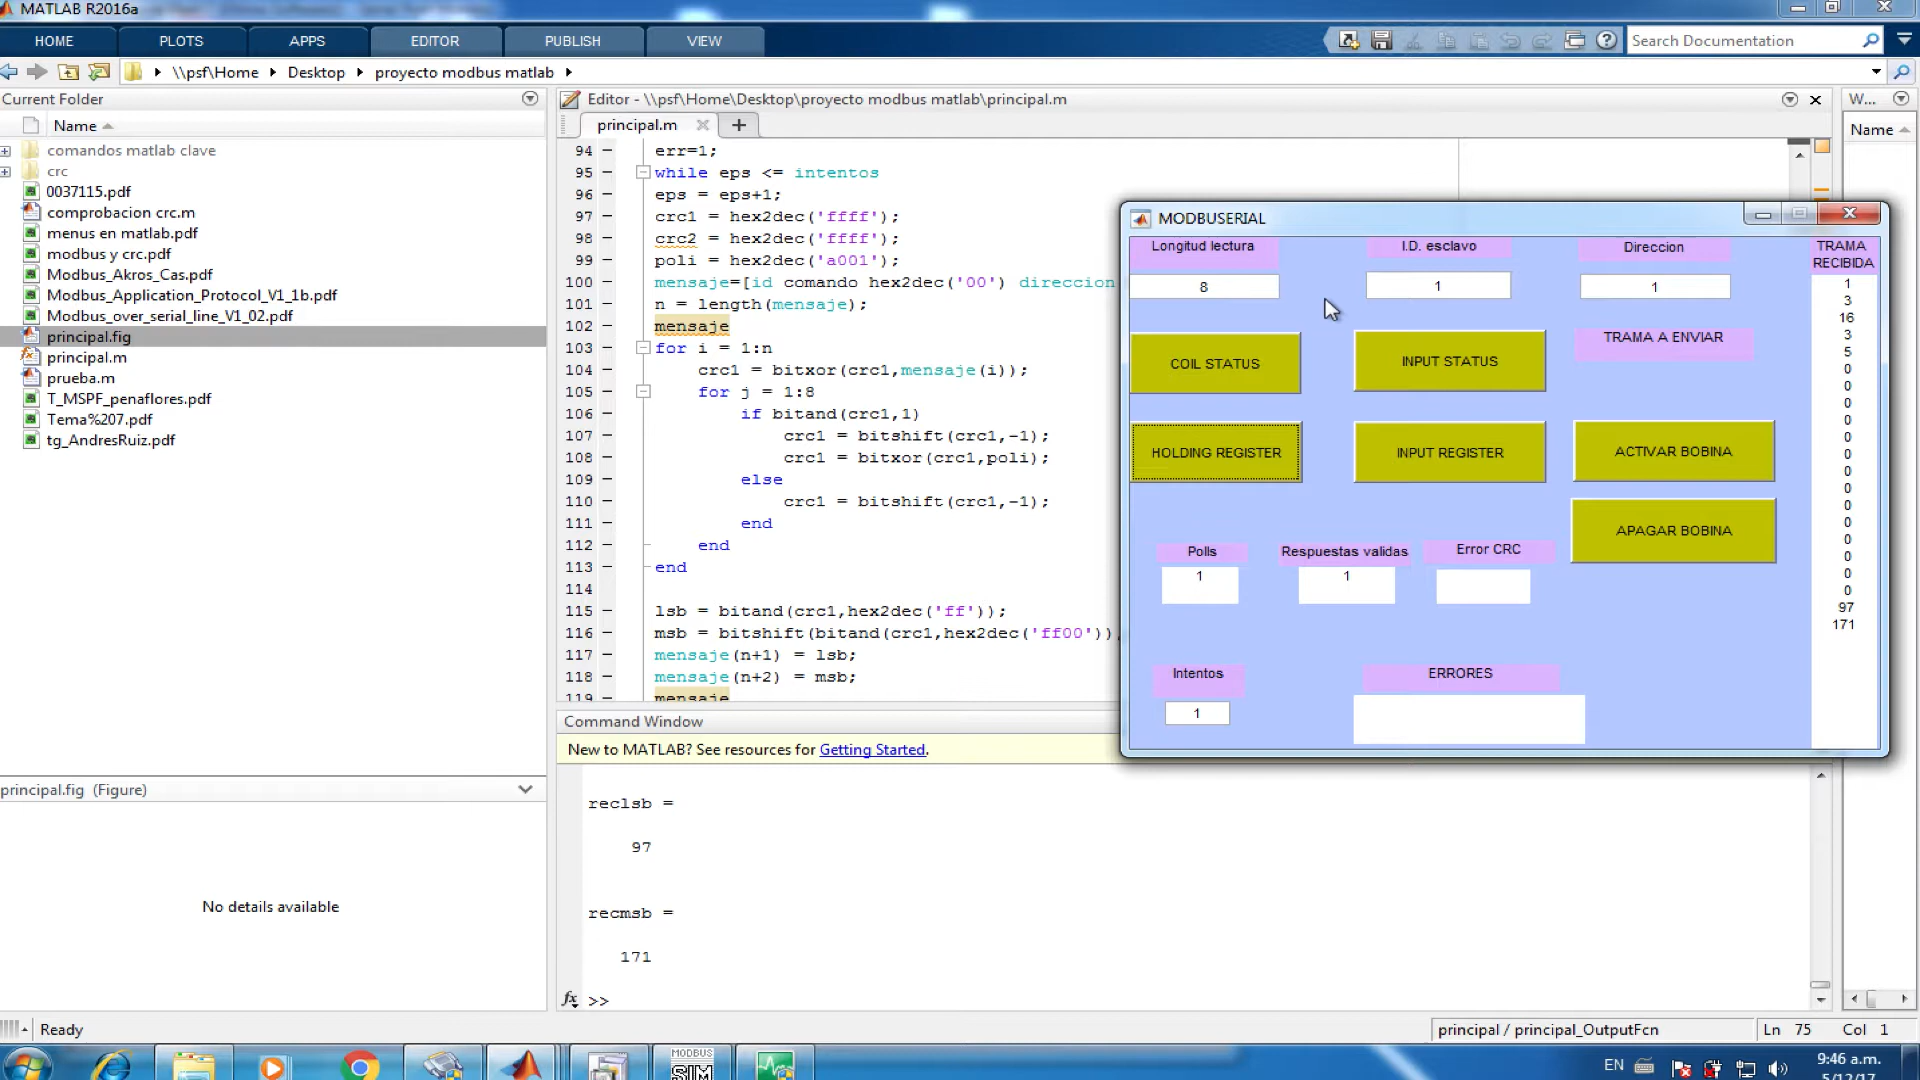 MATLAB R2016a
HOME PLOTS APPS EDITOR PUBLISH VIEW
Search Documentation
\\psf\Home Desktop proyecto modbus matlab
Current Folder
Name
comandos matlab clave
crc
0037115.pdf
comprobacion crc.m
menus en matlab.pdf
modbus y crc.pdf
Modbus_Akros_Cas.pdf
Modbus_Application_Protocol_V1_1b.pdf
Modbus_over_serial_line_V1_02.pdf
principal.fig
principal.m
prueba.m
T_MSPF_penaflores.pdf
Tema%207.pdf
tg_AndresRuiz.pdf
principal.fig (Figure)
No details available
Editor - \\psf\Home\Desktop\proyecto modbus matlab\principal.m
principal.m
94 err=1;
95 while eps <= intentos
96 eps = eps+1;
97 crc1 = hex2dec('ffff');
98 crc2 = hex2dec('ffff');
99 poli = hex2dec('a001');
100 mensaje=[id comando hex2dec('00') direccion
101 n = length(mensaje);
102 mensaje
103 for i = 1:n
104 crc1 = bitxor(crc1,mensaje(i));
105 for j = 1:8
106 if bitand(crc1,1)
107 crc1 = bitshift(crc1,-1);
108 crc1 = bitxor(crc1,poli);
109 else
110 crc1 = bitshift(crc1,-1);
111 end
112 end
113 end
114
115 lsb = bitand(crc1,hex2dec('ff'));
116 msb = bitshift(bitand(crc1,hex2dec('ff00')),
117 mensaje(n+1) = lsb;
118 mensaje(n+2) = msb;
119 mensaje
Command Window
New to MATLAB? See resources for Getting Started.
reclsb =
97
recmsb =
171
fx >>
W...
Name
MODBUSERIAL
Longitud lectura
8
I.D. esclavo
1
Direccion
1
COIL STATUS
INPUT STATUS
TRAMA A ENVIAR
HOLDING REGISTER
INPUT REGISTER
ACTIVAR BOBINA
APAGAR BOBINA
Polls
1
Respuestas validas
1
Error CRC
Intentos
1
ERRORES
TRAMA
RECIBIDA
1
3
16
3
5
0
0
0
0
0
0
0
0
0
0
0
0
0
0
97
171
Ready
principal / principal_OutputFcn
Ln 75 Col 1
MODBUS
SIM
EN
9:46 a.m.
5/12/17